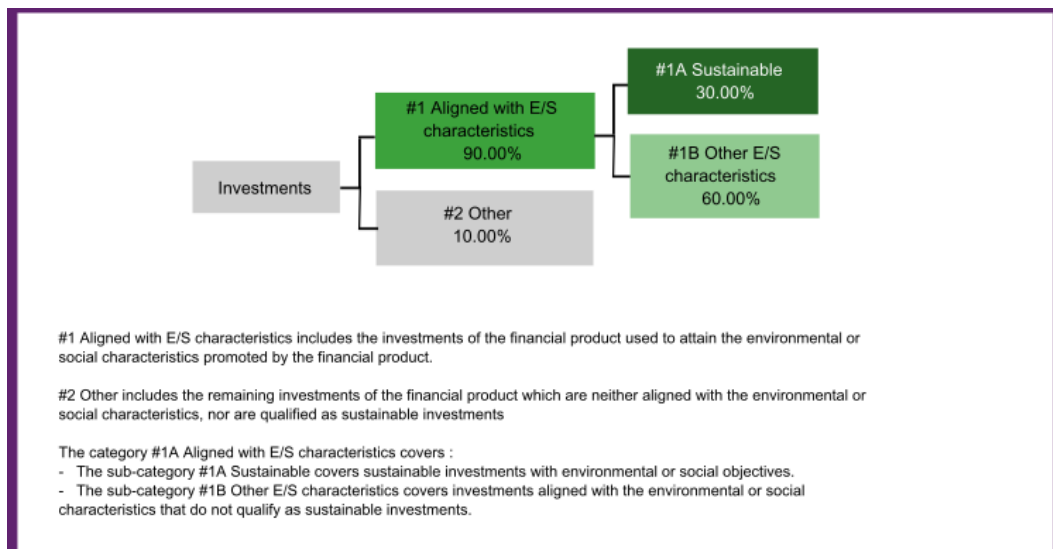 #1A Sustainable
30.00%
#1 Aligned with E/S
characteristics
90.00%
#1B Other E/S
characteristics
60.00%
Investments
#2 Other
10.00%
#1 Aligned with E/S characteristics includes the investments of the financial product used to attain the environmental or
social characteristics promoted by the financial product.
#2 Other includes the remaining investments of the financial product which are neither aligned with the environmental or
social characteristics, nor are qualified as sustainable investments
The category #1A Aligned with E/S characteristics covers :
- The sub-category #1A Sustainable covers sustainable investments with environmental or social objectives.
- The sub-category #1B Other E/S characteristics covers investments aligned with the environmental or social
characteristics that do not qualify as sustainable investments.